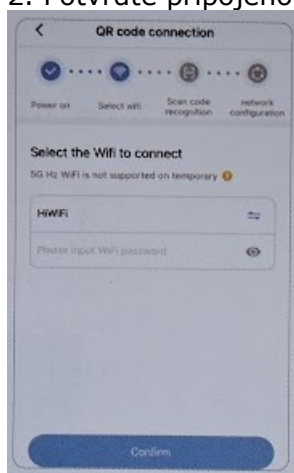 2. Potvrďte připojeno
QR code connection
Power on
Select wifi
Scan code recognition
network configuration
Select the Wifi to connect
5G Hz WiFi is not supported on temporary
HiWiFi
Please input WiFi password
Confirm